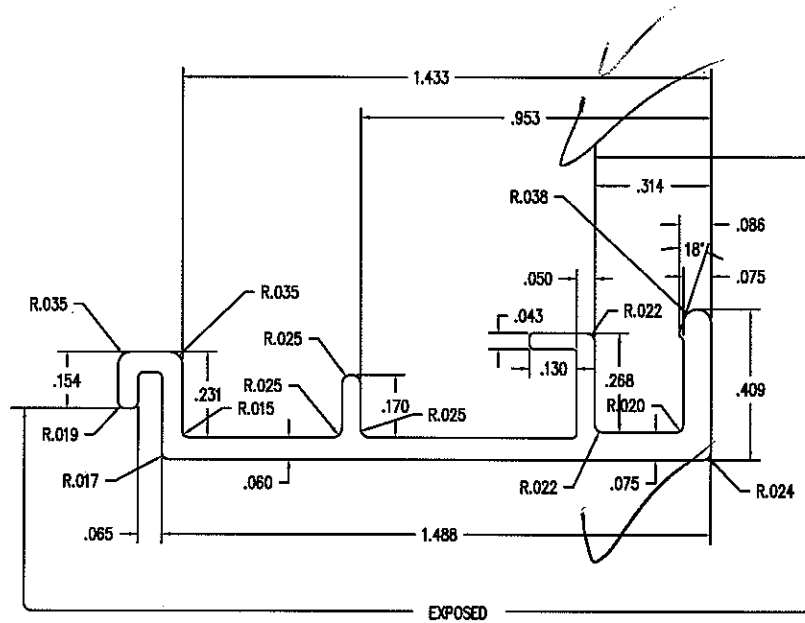 1.433
.953
.314
R.038
.086
18°
.050
.075
R.035
R.035
.043
R.022
R.025
.154
.231
R.025
.130
.268
.409
.170
R.025
R.020
R.019
R.015
R.017
.060
R.022
.075
R.024
.065
1.488
EXPOSED